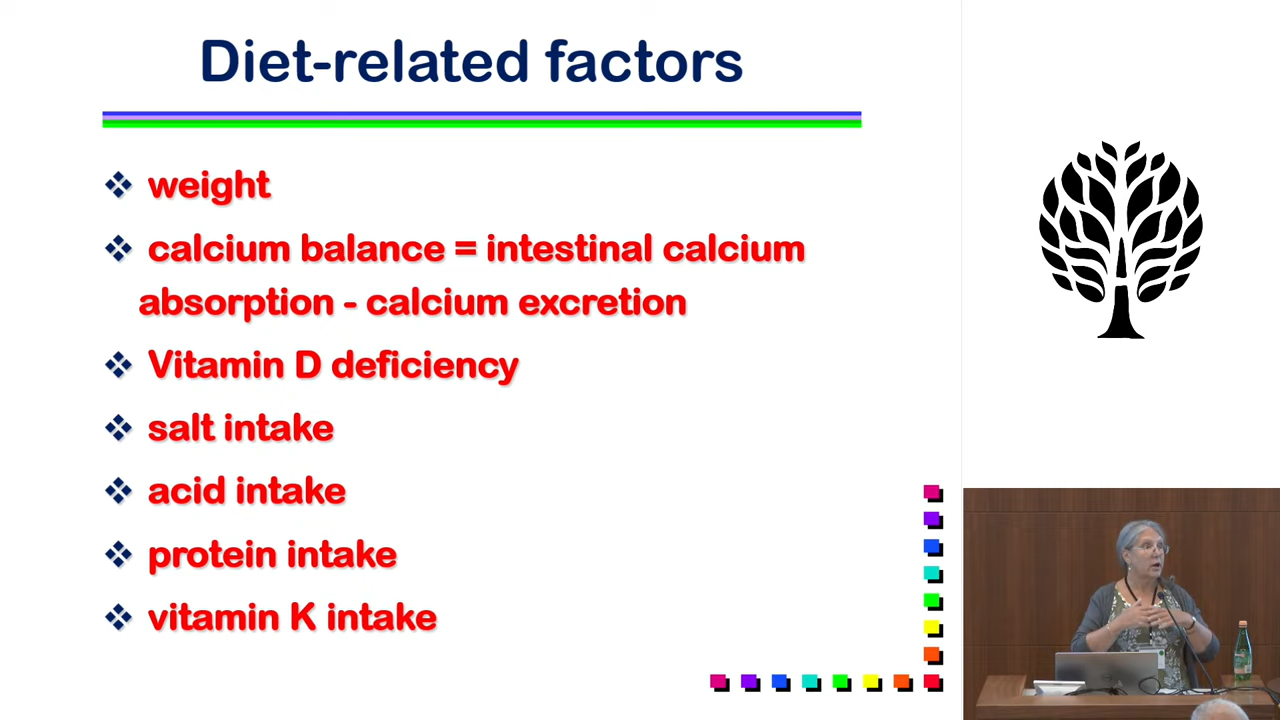 Diet-related factors
weight
calcium balance = intestinal calcium
absorption - calcium excretion
Vitamin D deficiency
salt intake
acid intake
protein intake
vitamin K intake